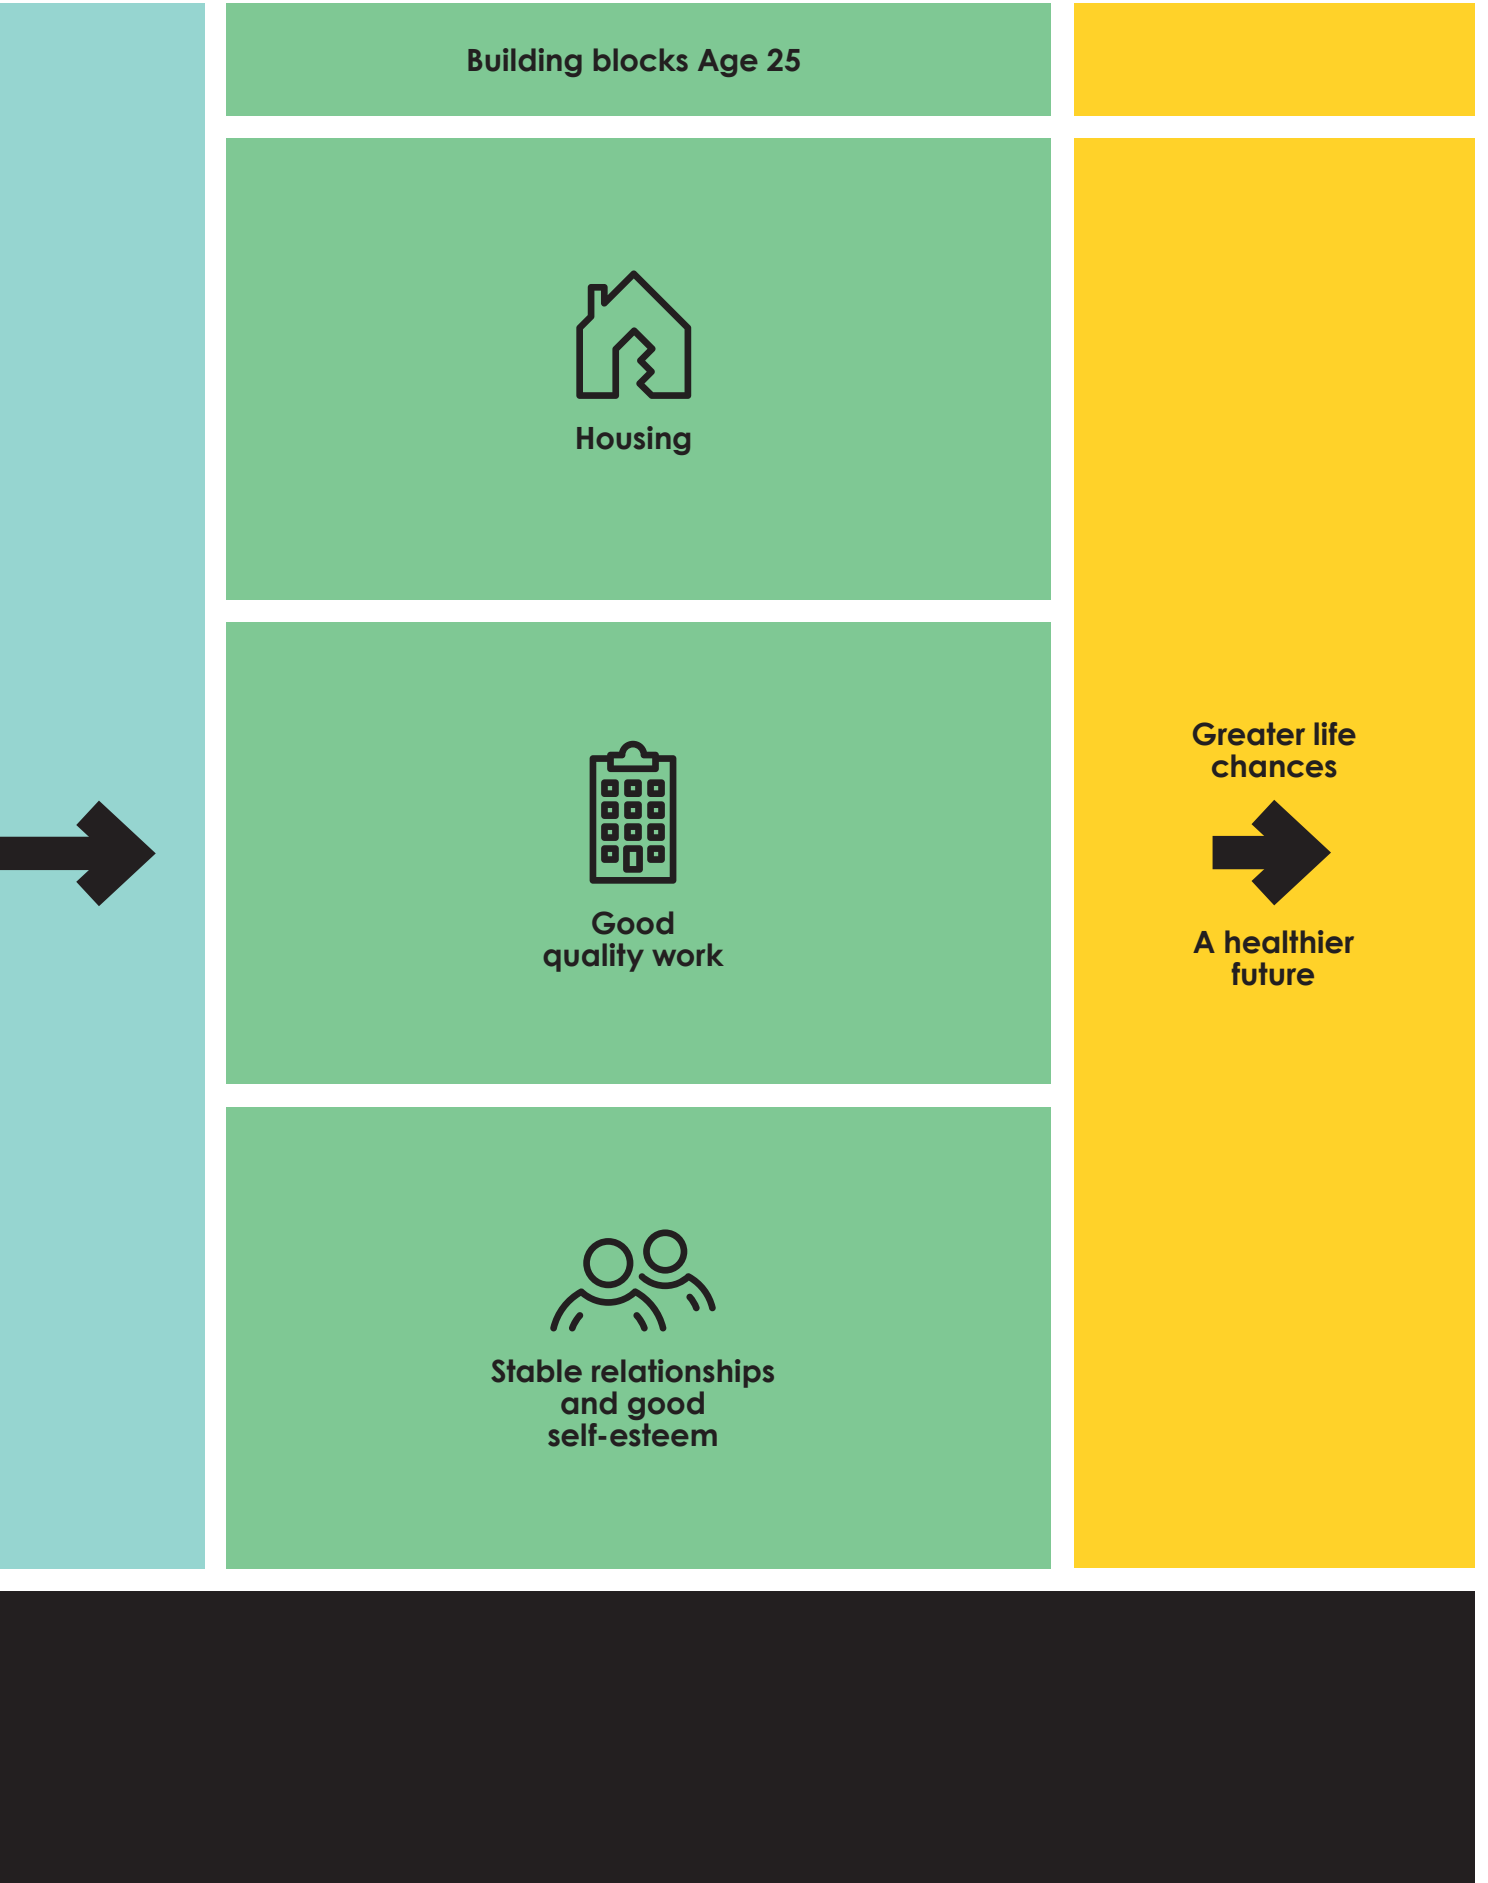 Building blocks Age 25
Housing
Good
quality work
Stable relationships
and good
self-esteem
Greater life
chances
A healthier
future